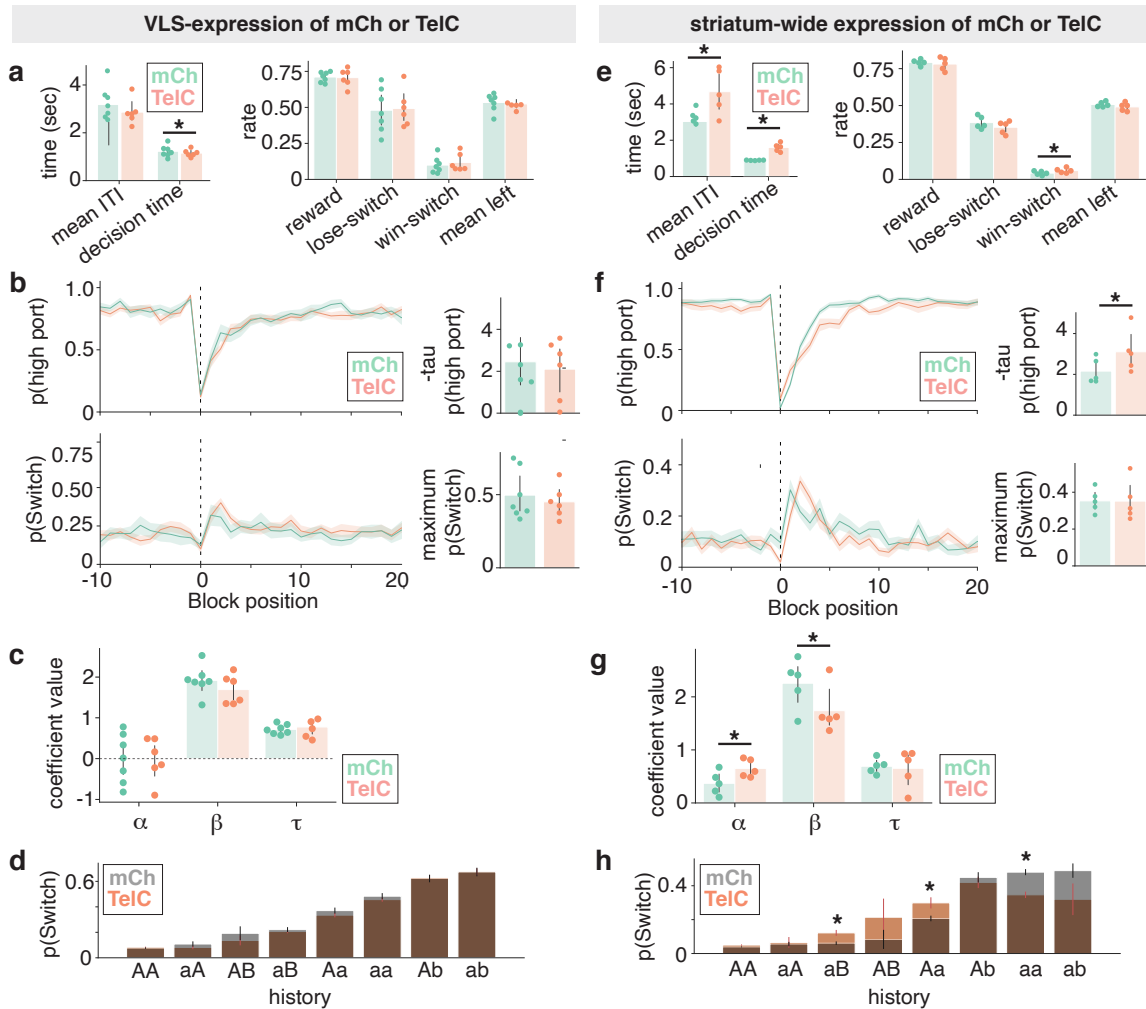 VLS-expression of mCh or TelC
striatum-wide expression of mCh or TelC
a
time (sec)
4
2
0
mCh
TelC
*
mean ITI
decision time
rate
0.75
0.50
0.25
0
reward
lose-switch
win-switch
mean left
e
time (sec)
6
4
2
0
*
mCh
TelC
*
mean ITI
decision time
rate
0.75
0.50
0.25
0
*
reward
lose-switch
win-switch
mean left
b
p(high port)
1.0
0.5
0
mCh
TelC
-tau
p(high port)
4
2
0
p(Switch)
0.75
0.50
0.25
0
-10
0
10
20
Block position
maximum
p(Switch)
0.5
0
f
p(high port)
1.0
0.5
0
mCh
TelC
-tau
p(high port)
4
2
0
*
p(Switch)
0.4
0.2
0
-10
0
10
20
Block position
maximum
p(Switch)
0.4
0.2
0
c
coefficient value
2
1
0
-1
α
β
τ
mCh
TelC
g
coefficient value
2
1
0
*
*
α
β
τ
mCh
TelC
d
p(Switch)
0.6
0
mCh
TelC
AA
aA
AB
aB
Aa
aa
Ab
ab
history
h
p(Switch)
0.4
0
mCh
TelC
*
*
*
AA
aA
aB
AB
Aa
Ab
aa
ab
history